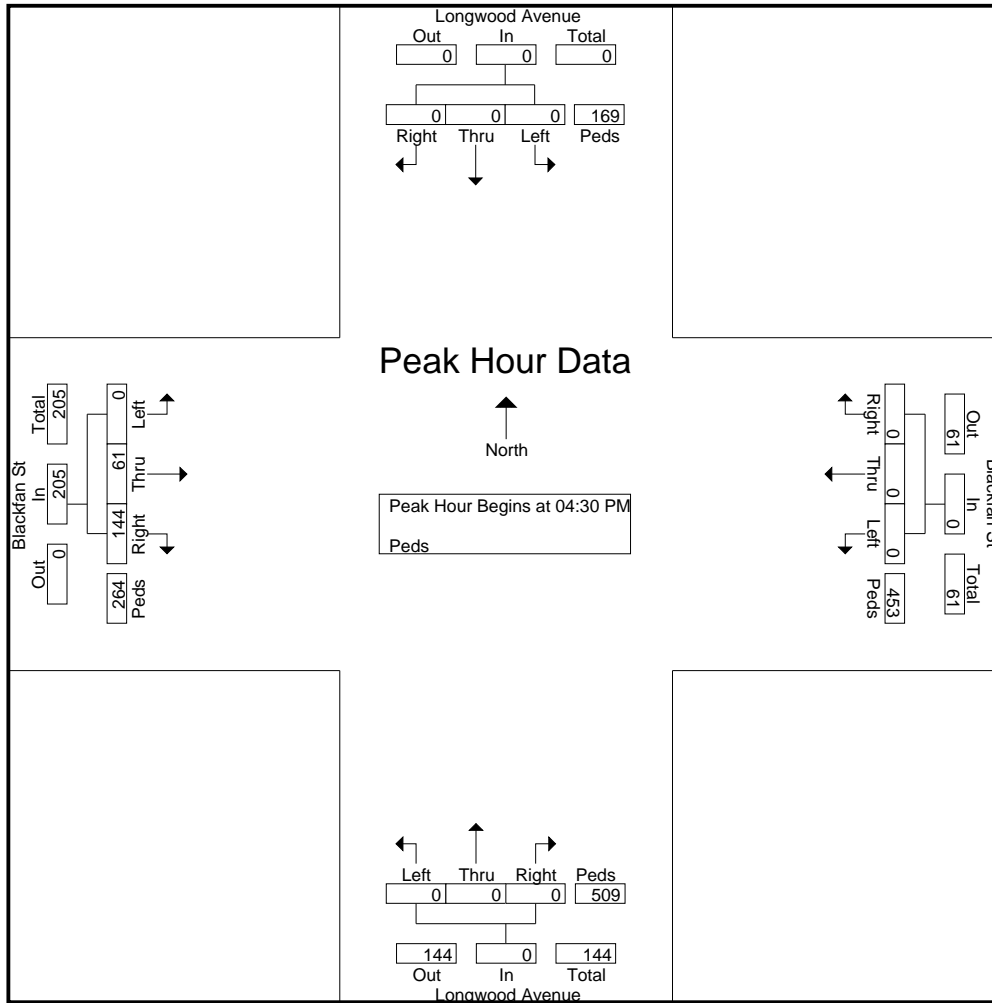 Longwood Avenue
Out In Total
0 0 0
0 0 0 169
Right Thru Left Peds
Peak Hour Data
North
Peak Hour Begins at 04:30 PM
Peds
Blackfan St
Total In Out
205 205 0
0 61 144 264
Left Thru Right Peds
Blackfan St
Out In Total
61 0 61
0 0 0 453
Right Thru Left Peds
Left Thru Right Peds
0 0 0 509
144 0 144
Out In Total
Longwood Avenue